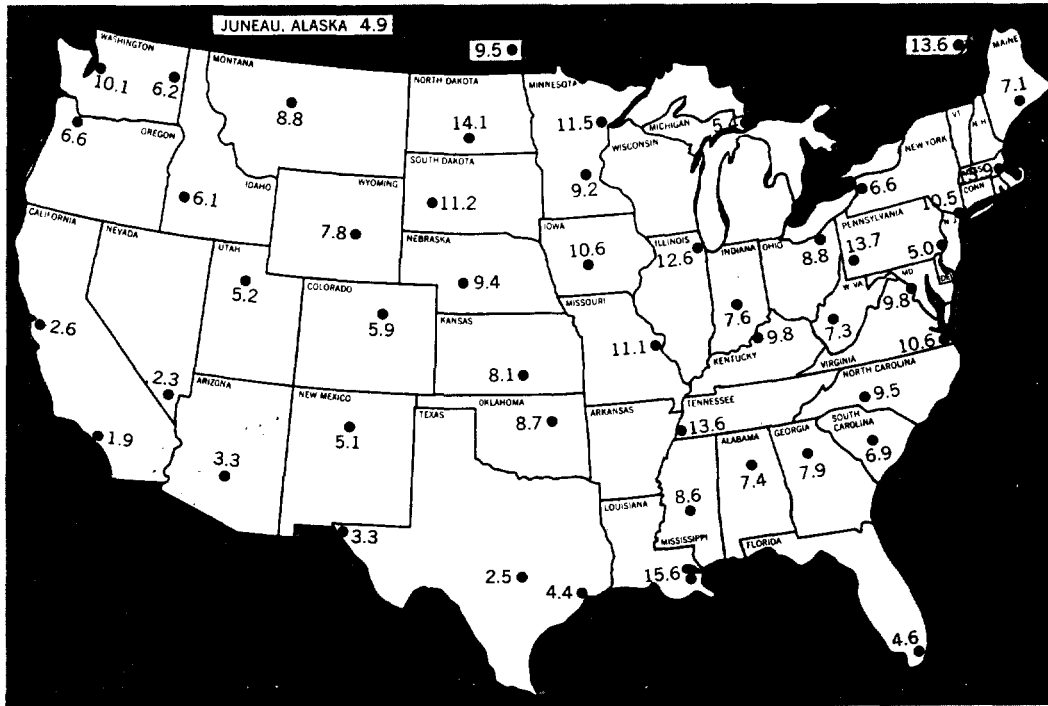 JUNEAU, ALASKA 4.9
9.5
13.6
WASHINGTON
10.1
6.2
MONTANA
8.8
NORTH DAKOTA
14.1
MINNESOTA
11.5
MICHIGAN
WISCONSIN
MAINE
7.1
VT
N.H.
NEW YORK
6.6
CONN
OREGON
6.6
IDAHO
6.1
WYOMING
7.8
SOUTH DAKOTA
11.2
9.2
IOWA
10.6
ILLINOIS
12.6
INDIANA
7.6
OHIO
8.8
PENNSYLVANIA
13.7
10.5
N.J.
5.0
MD
DEL
9.8
W. VA
7.3
CALIFORNIA
2.6
1.9
NEVADA
2.3
UTAH
5.2
COLORADO
5.9
NEBRASKA
9.4
KANSAS
8.1
MISSOURI
11.1
KENTUCKY
9.8
VIRGINIA
10.6
ARIZONA
3.3
NEW MEXICO
5.1
TEXAS
3.3
2.5
4.4
OKLAHOMA
8.7
ARKANSAS
TENNESSEE
13.6
NORTH CAROLINA
9.5
SOUTH
CAROLINA
6.9
LOUISIANA
15.6
MISSISSIPPI
8.6
ALABAMA
7.4
GEORGIA
7.9
FLORIDA
4.6